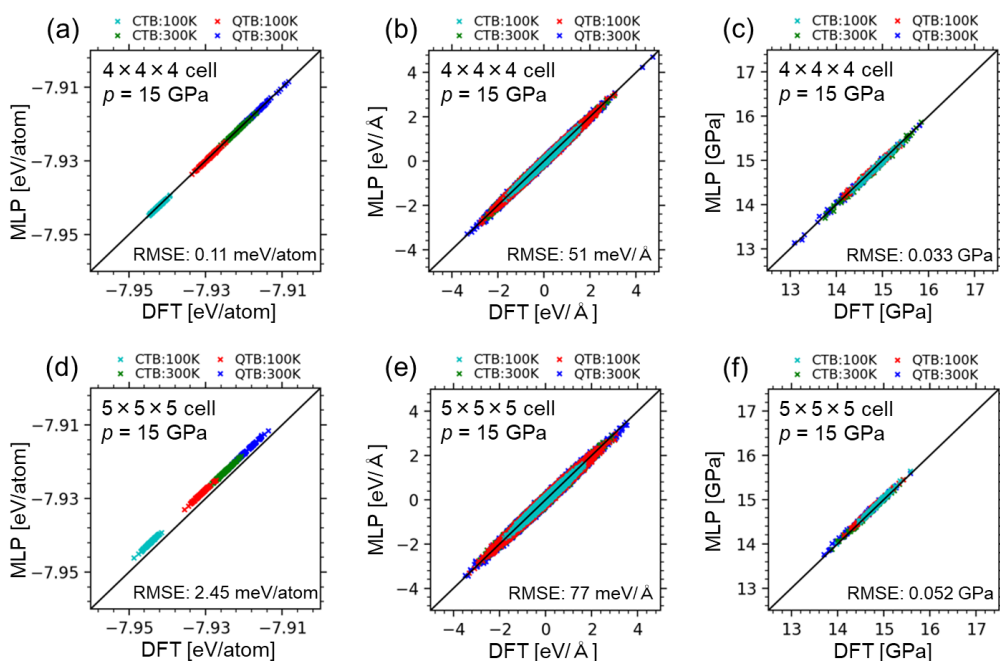 (a)
× CTB:100K × QTB:100K
× CTB:300K × QTB:300K
4×4×4 cell
p = 15 GPa
−7.91
−7.93
−7.95
MLP [eV/atom]
RMSE: 0.11 meV/atom
−7.95 −7.93 −7.91
DFT [eV/atom]
(b)
× CTB:100K × QTB:100K
× CTB:300K × QTB:300K
4×4×4 cell
p = 15 GPa
4
2
0
−2
−4
MLP [eV/Å]
RMSE: 51 meV/Å
−4 −2 0 2 4
DFT [eV/Å]
(c)
× CTB:100K × QTB:100K
× CTB:300K × QTB:300K
4×4×4 cell
p = 15 GPa
17
16
15
14
13
MLP [GPa]
RMSE: 0.033 GPa
13 14 15 16 17
DFT [GPa]
(d)
× CTB:100K × QTB:100K
× CTB:300K × QTB:300K
5×5×5 cell
p = 15 GPa
−7.91
−7.93
−7.95
MLP [eV/atom]
RMSE: 2.45 meV/atom
−7.95 −7.93 −7.91
DFT [eV/atom]
(e)
× CTB:100K × QTB:100K
× CTB:300K × QTB:300K
5×5×5 cell
p = 15 GPa
4
2
0
−2
−4
MLP [eV/Å]
RMSE: 77 meV/Å
−4 −2 0 2 4
DFT [eV/Å]
(f)
× CTB:100K × QTB:100K
× CTB:300K × QTB:300K
5×5×5 cell
p = 15 GPa
17
16
15
14
13
MLP [GPa]
RMSE: 0.052 GPa
13 14 15 16 17
DFT [GPa]